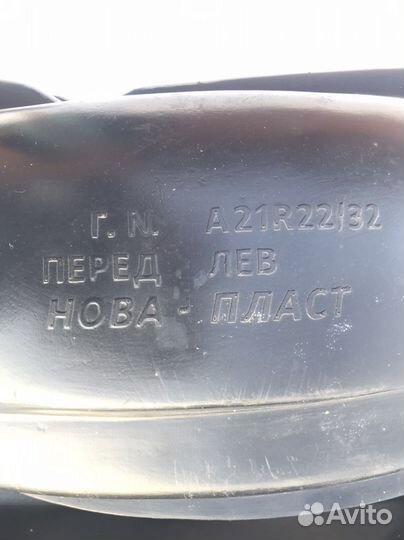 Г. N. A21R22/32
ПЕРЕД ЛЕВ
НОВА - ПЛАСТ
Avito